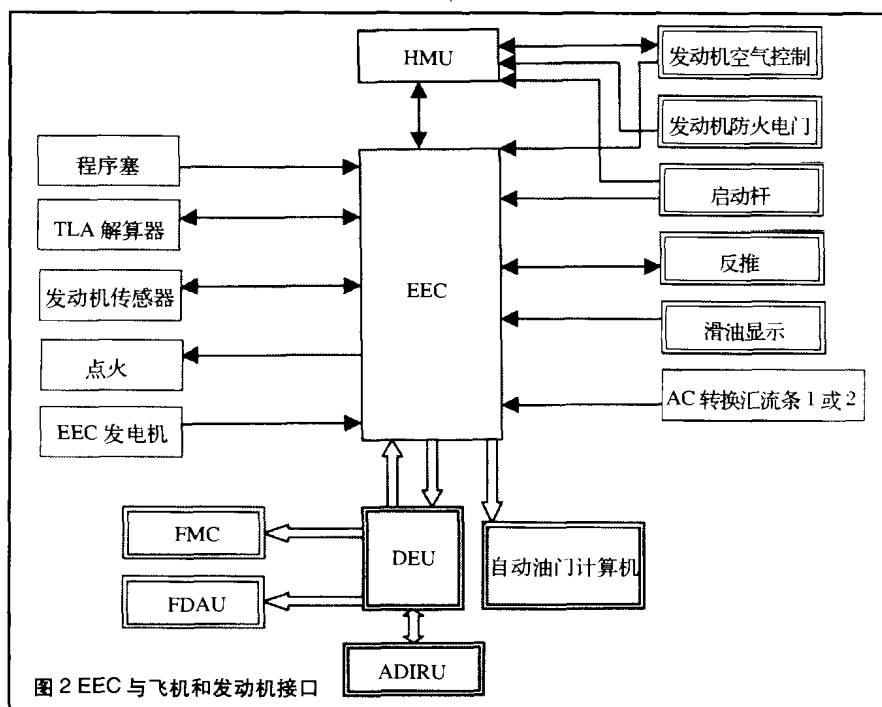 HMU
发动机空气控制
发动机防火电门
程序塞
启动杆
TLA 解算器
反推
EEC
发动机传感器
滑油显示
点火
AC 转换汇流条 1 或 2
EEC 发电机
FMC
DEU
自动油门计算机
FDAU
ADIRU
图 2 EEC 与飞机和发动机接口